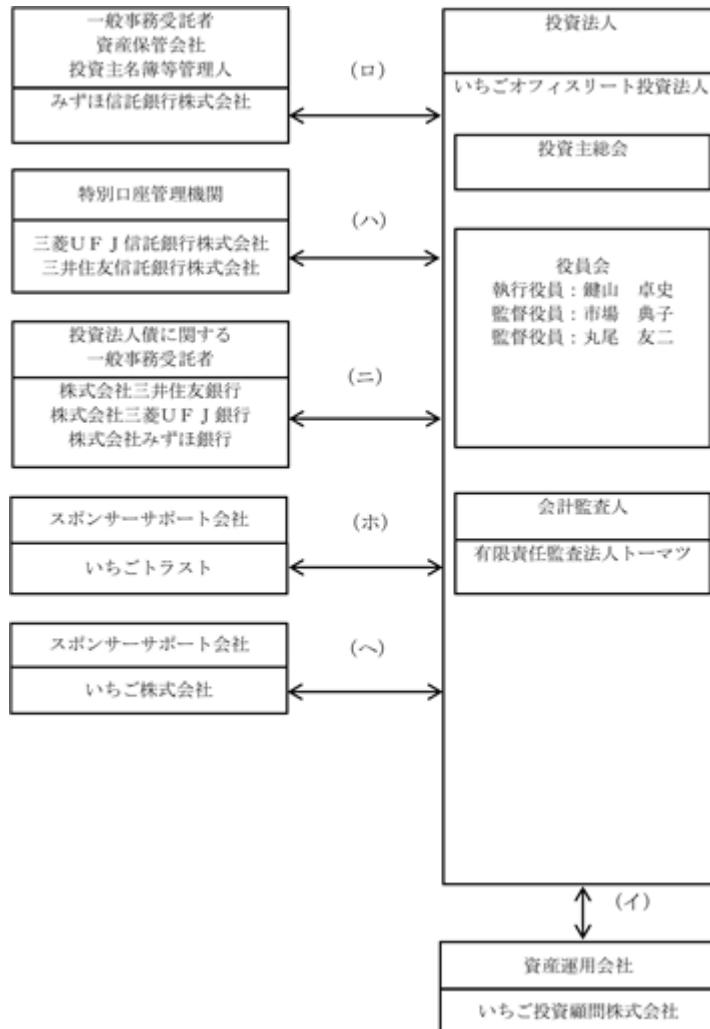 一般事務受託者
資産保管会社
投資主名簿等管理人
みずほ信託銀行株式会社
(ロ)
特別口座管理機関
三菱UFJ信託銀行株式会社
三井住友信託銀行株式会社
(ハ)
投資法人債に関する
一般事務受託者
株式会社三井住友銀行
株式会社三菱UFJ銀行
株式会社みずほ銀行
(ニ)
スポンサーサポート会社
いちごトラスト
(ホ)
スポンサーサポート会社
いちご株式会社
(ヘ)
投資法人
いちごオフィスリート投資法人
投資主総会
役員会
執行役員:鍵山 卓史
監督役員:市場 典子
監督役員:丸尾 友二
会計監査人
有限責任監査法人トーマツ
(イ)
資産運用会社
いちご投資顧問株式会社